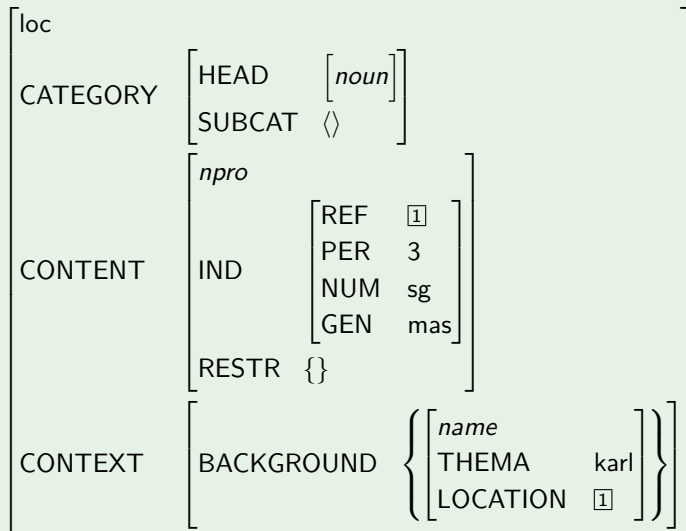 loc
CATEGORY HEAD noun
SUBCAT ⟨⟩
npro
CONTENT IND REF 1
PER 3
NUM sg
GEN mas
RESTR {}
CONTEXT BACKGROUND name
THEMA karl
LOCATION 1